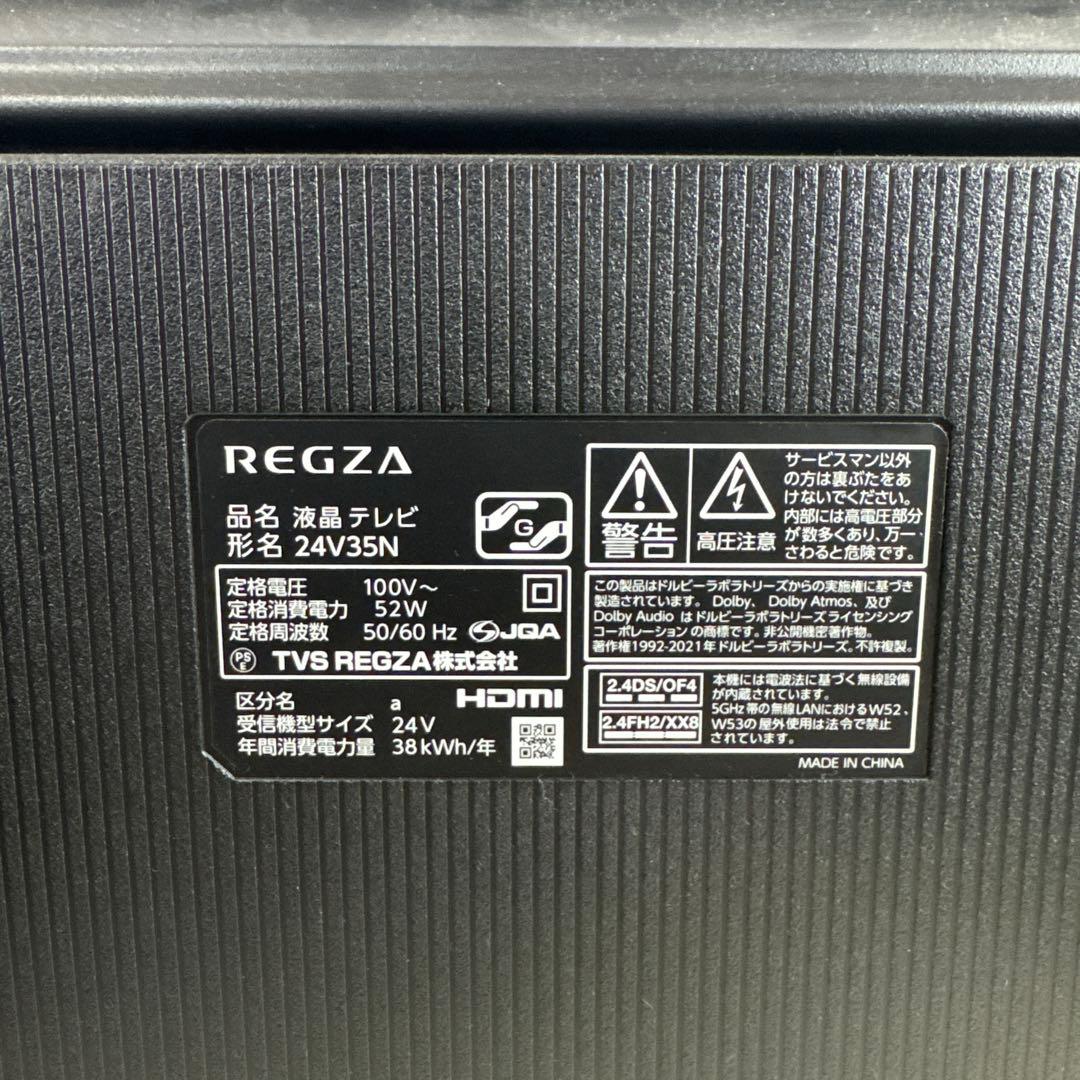 REGZA
品名 液晶テレビ
形名 24V35N
G
定格電圧 100V～
定格消費電力 52W
定格周波数 50/60 Hz
JQA
PSE
TVS REGZA株式会社
区分名 a
受信機型サイズ 24V
年間消費電力量 38kWh/年
HDMI
警告
高圧注意
サービスマン以外
の方は裏ぶたをあ
けないでください。
内部には高電圧部分
が数多くあり、万一
さわると危険です。
この製品はドルビーラボラトリーズからの実施権に基づき
製造されています。Dolby、Dolby Atmos、及び
Dolby Audio はドルビーラボラトリーズライセンシング
コーポレーションの商標です。非公開機密著作物。
著作権1992-2021年ドルビーラボラトリーズ。不許複製。
2.4DS/OF4
2.4FH2/XX8
本機には電波法に基づく無線設備
が内蔵されています。
5GHz帯の無線LANにおけるW52、
W53の屋外使用は法令で禁止
されています。
MADE IN CHINA